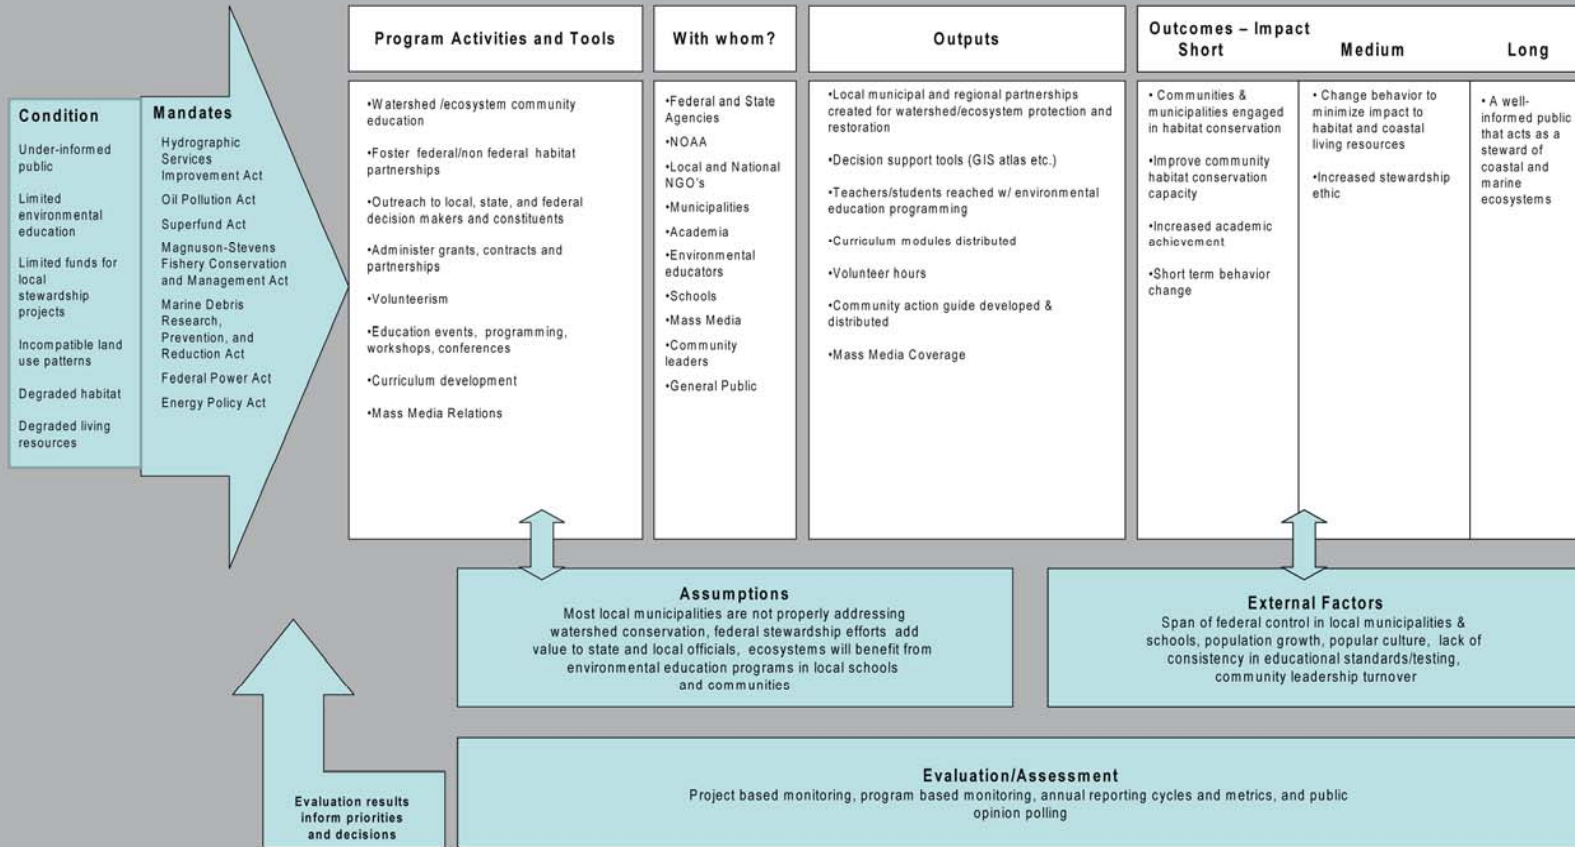 Condition
Under-informed
public
Limited
environmental
education
Limited funds for
local
stewardship
projects
Incompatible land
use patterns
Degraded habitat
Degraded living
resources
Mandates
Hydrographic
Services
Improvement Act
Oil Pollution Act
Superfund Act
Magnuson-Stevens
Fishery Conservation
and Management Act
Marine Debris
Research,
Prevention, and
Reduction Act
Federal Power Act
Energy Policy Act
Program Activities and Tools
•Watershed /ecosystem community
education
•Foster federal/non federal habitat
partnerships
•Outreach to local, state, and federal
decision makers and constituents
•Administer grants, contracts and
partnerships
•Volunteerism
•Education events, programming,
workshops, conferences
•Curriculum development
•Mass Media Relations
With whom?
•Federal and State
Agencies
•NOAA
•Local and National
NGO's
•Municipalities
•Academia
•Environmental
educators
•Schools
•Mass Media
•Community
leaders
•General Public
Outputs
•Local municipal and regional partnerships
created for watershed/ecosystem protection and
restoration
•Decision support tools (GIS atlas etc.)
•Teachers/students reached w/ environmental
education programming
•Curriculum modules distributed
•Volunteer hours
•Community action guide developed &
distributed
•Mass Media Coverage
Outcomes – Impact
Short Medium Long
• Communities &
municipalities engaged
in habitat conservation
•Improve community
habitat conservation
capacity
•Increased academic
achievement
•Short term behavior
change
• Change behavior to
minimize impact to
habitat and coastal
living resources
•Increased stewardship
ethic
• A well-
informed public
that acts as a
steward of
coastal and
marine
ecosystems
Assumptions
Most local municipalities are not properly addressing
watershed conservation, federal stewardship efforts add
value to state and local officials, ecosystems will benefit from
environmental education programs in local schools
and communities
External Factors
Span of federal control in local municipalities &
schools, population growth, popular culture, lack of
consistency in educational standards/testing,
community leadership turnover
Evaluation results
inform priorities
and decisions
Evaluation/Assessment
Project based monitoring, program based monitoring, annual reporting cycles and metrics, and public
opinion polling